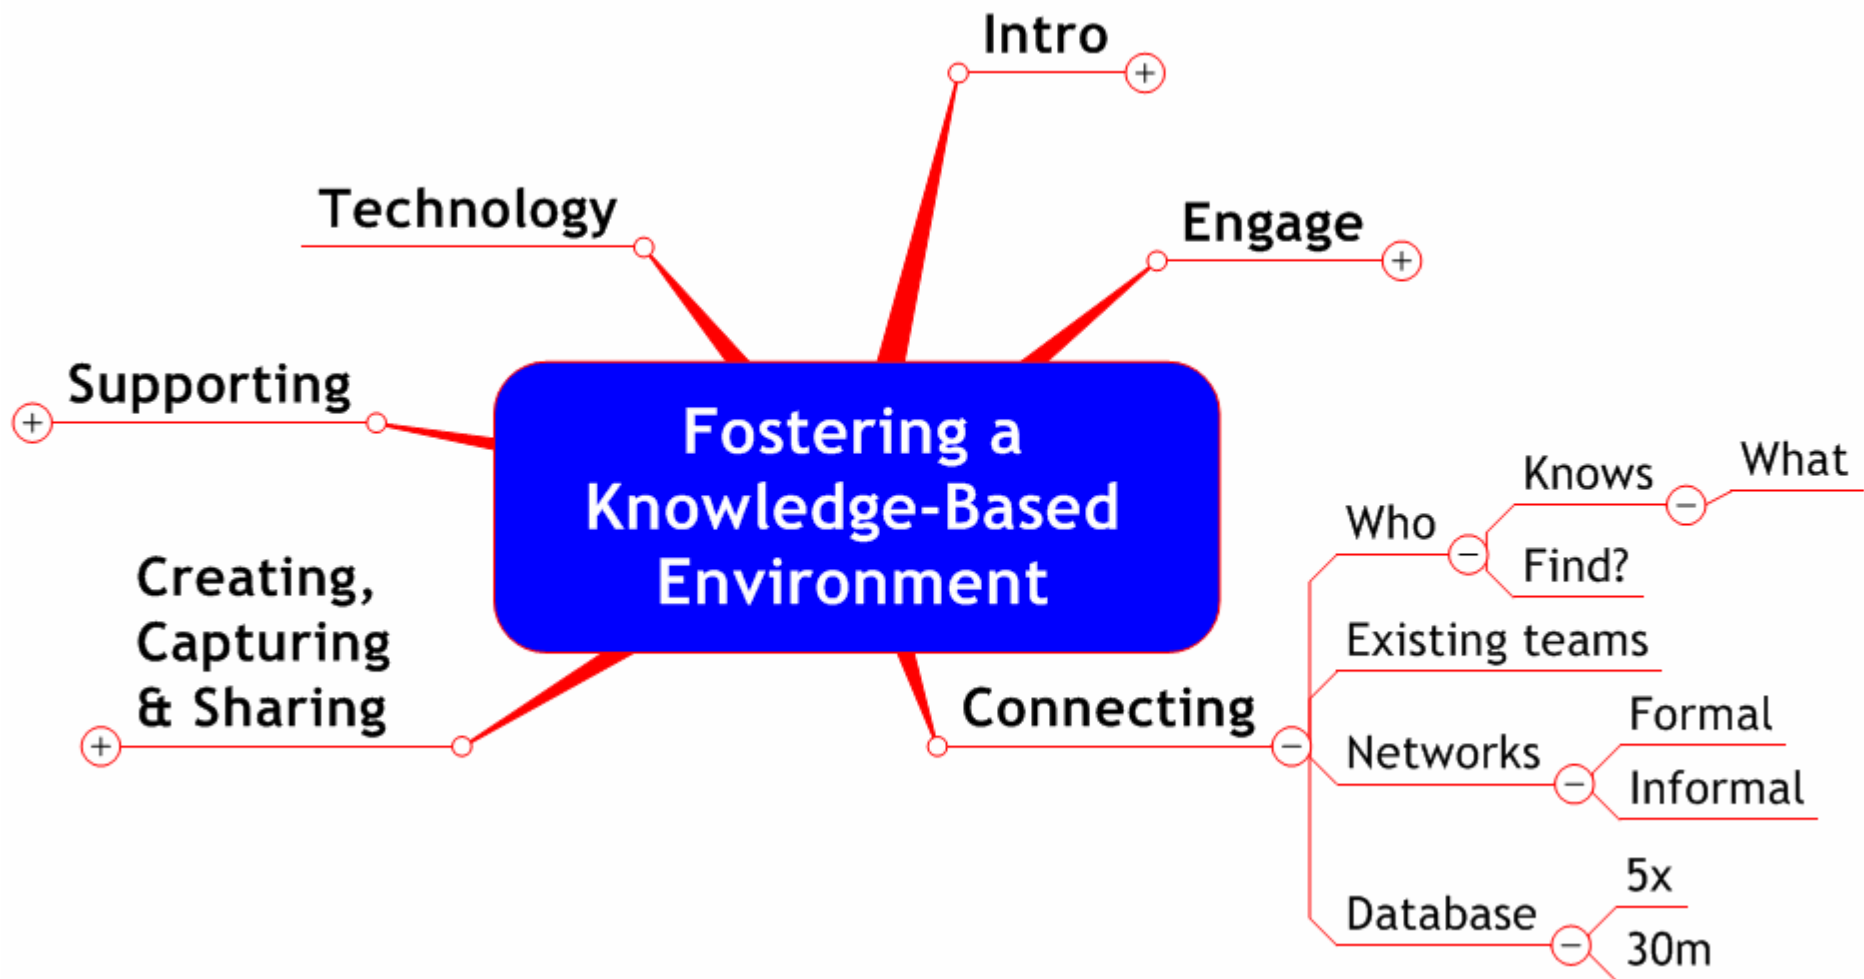 Intro
Engage
Technology
Supporting
Fostering a
Knowledge-Based
Environment
Creating,
Capturing
& Sharing
Connecting
Who
Knows
What
Find?
Existing teams
Networks
Formal
Informal
Database
5x
30m